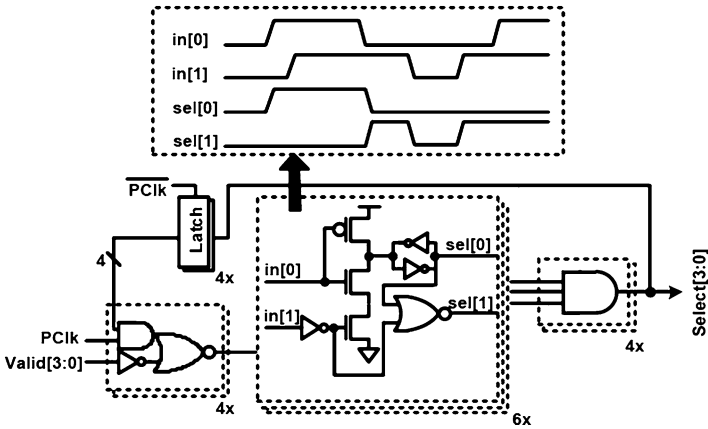 in[0]
in[1]
sel[0]
sel[1]
PClk
Latch
4x
4
in[0]
sel[0]
in[1]
sel[1]
PClk
Valid[3:0]
4x
6x
4x
Select[3:0]